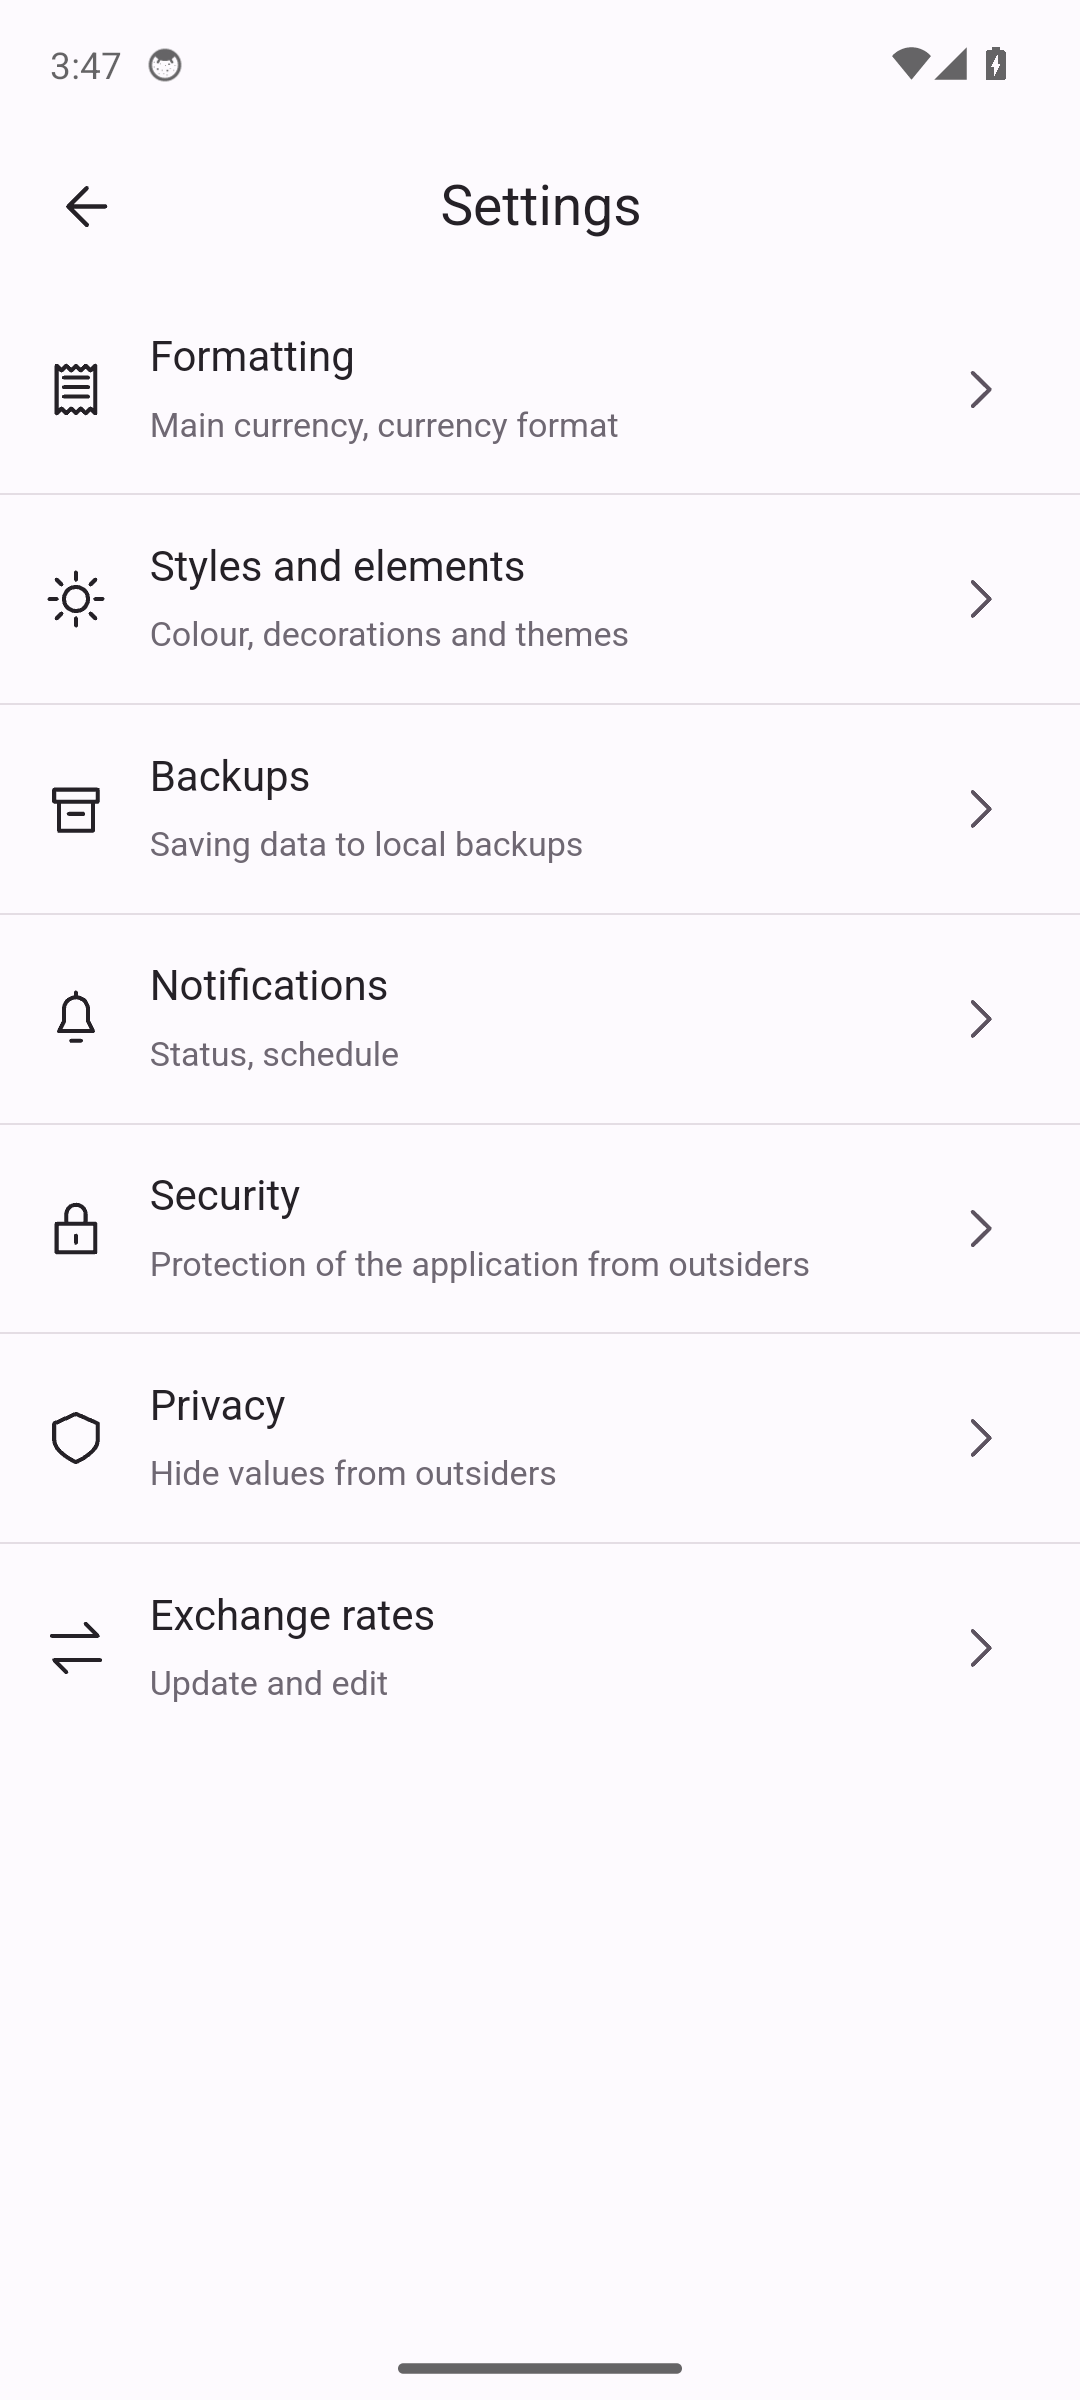 3:47
Settings
Formatting
Main currency, currency format
Styles and elements
Colour, decorations and themes
Backups
Saving data to local backups
Notifications
Status, schedule
Security
Protection of the application from outsiders
Privacy
Hide values from outsiders
Exchange rates
Update and edit